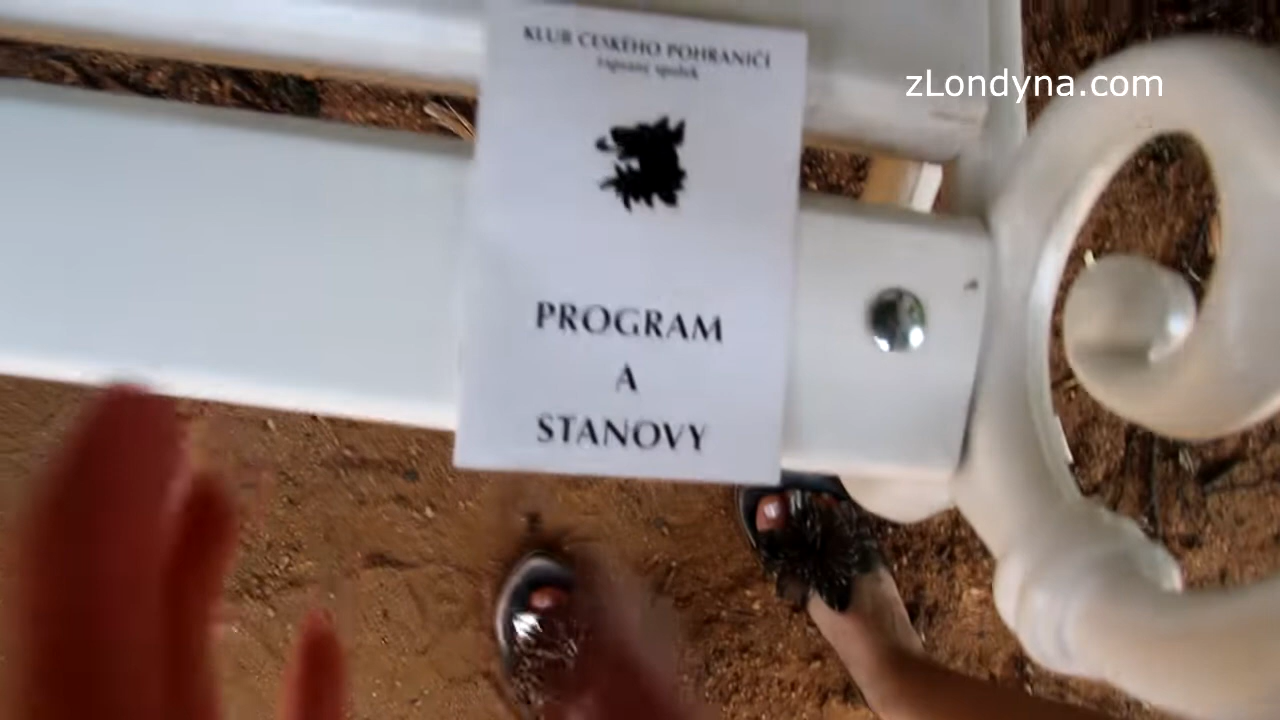 KLUB ČESKÉHO POHRANIČÍ
zapsaný spolek
zLondyna.com
PROGRAM
A
STANOVY